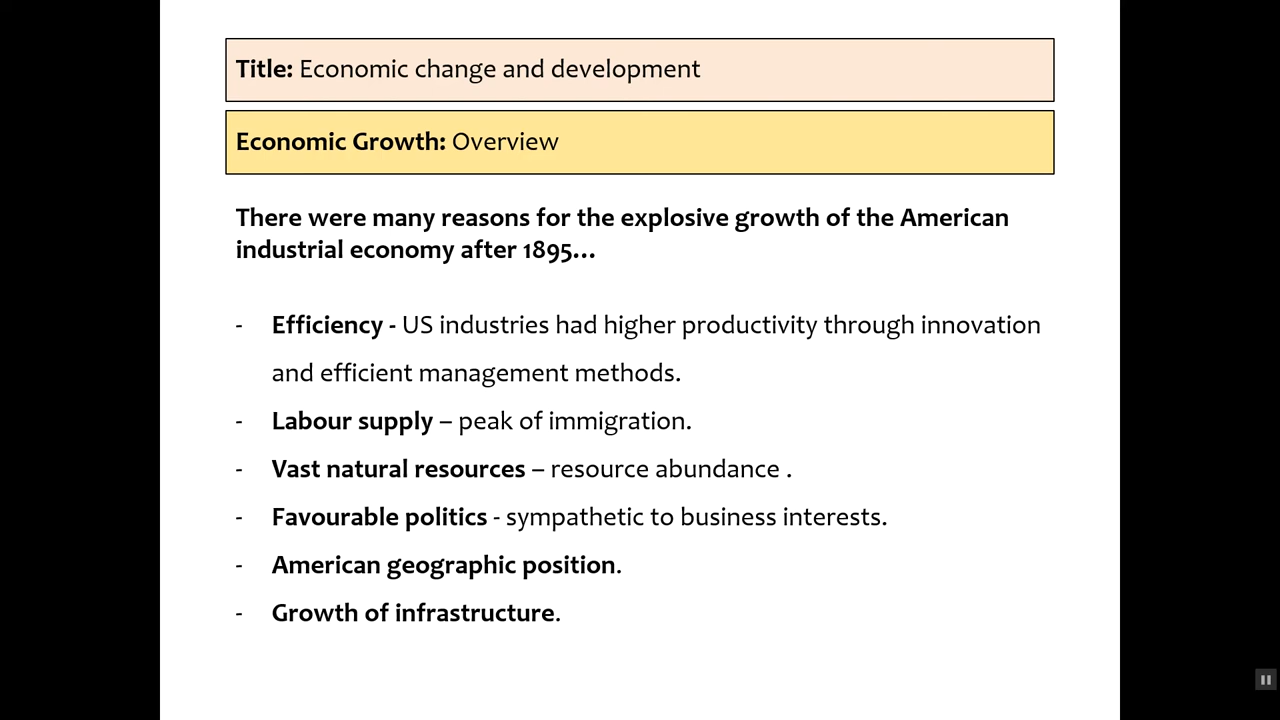 Title: Economic change and development
Economic Growth: Overview
There were many reasons for the explosive growth of the American
industrial economy after 1895…
- Efficiency - US industries had higher productivity through innovation
and efficient management methods.
- Labour supply – peak of immigration.
- Vast natural resources – resource abundance .
- Favourable politics - sympathetic to business interests.
- American geographic position.
- Growth of infrastructure.